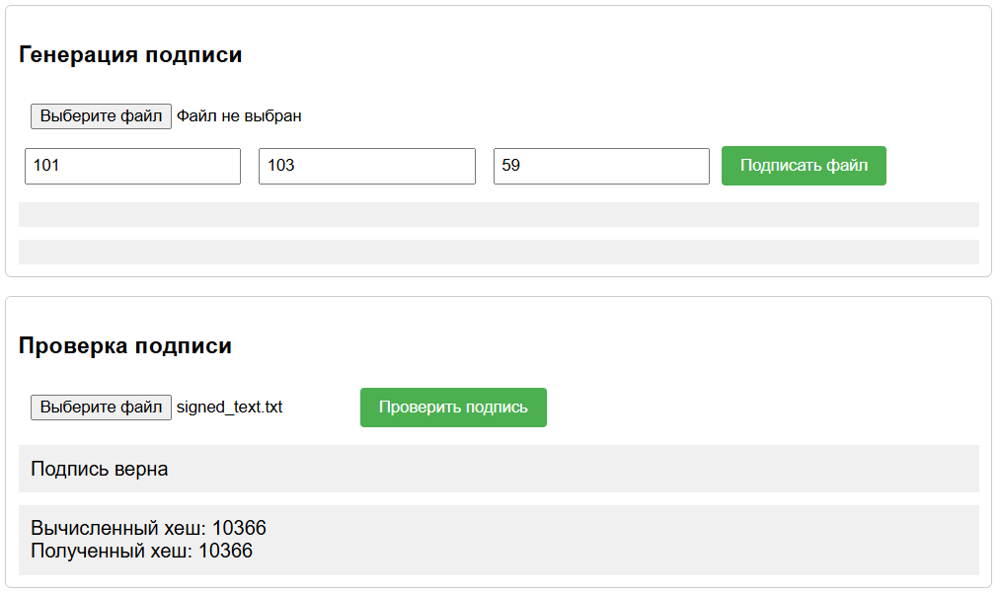 Генерация подписи
Выберите файл Файл не выбран
101 103 59 Подписать файл
Проверка подписи
Выберите файл signed_text.txt Проверить подпись
Подпись верна
Вычисленный хеш: 10366
Полученный хеш: 10366